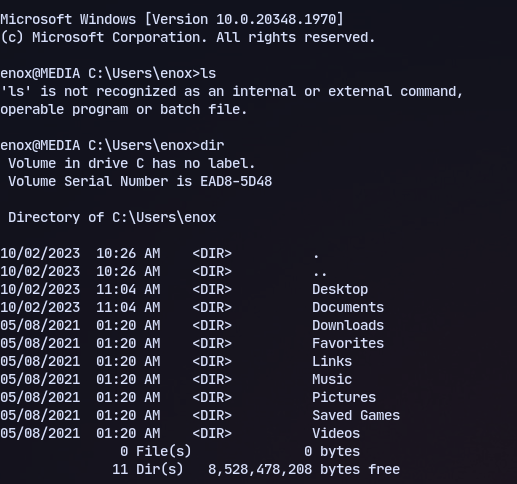 Microsoft Windows [Version 10.0.20348.1970]
(c) Microsoft Corporation. All rights reserved.
enox@MEDIA C:\Users\enox>ls
'ls' is not recognized as an internal or external command,
operable program or batch file.
enox@MEDIA C:\Users\enox>dir
 Volume in drive C has no label.
 Volume Serial Number is EAD8-5D48
 Directory of C:\Users\enox
10/02/2023  10:26 AM    <DIR>          .
10/02/2023  10:26 AM    <DIR>          ..
10/02/2023  11:04 AM    <DIR>          Desktop
10/02/2023  11:04 AM    <DIR>          Documents
05/08/2021  01:20 AM    <DIR>          Downloads
05/08/2021  01:20 AM    <DIR>          Favorites
05/08/2021  01:20 AM    <DIR>          Links
05/08/2021  01:20 AM    <DIR>          Music
05/08/2021  01:20 AM    <DIR>          Pictures
05/08/2021  01:20 AM    <DIR>          Saved Games
05/08/2021  01:20 AM    <DIR>          Videos
               0 File(s)              0 bytes
              11 Dir(s)   8,528,478,208 bytes free